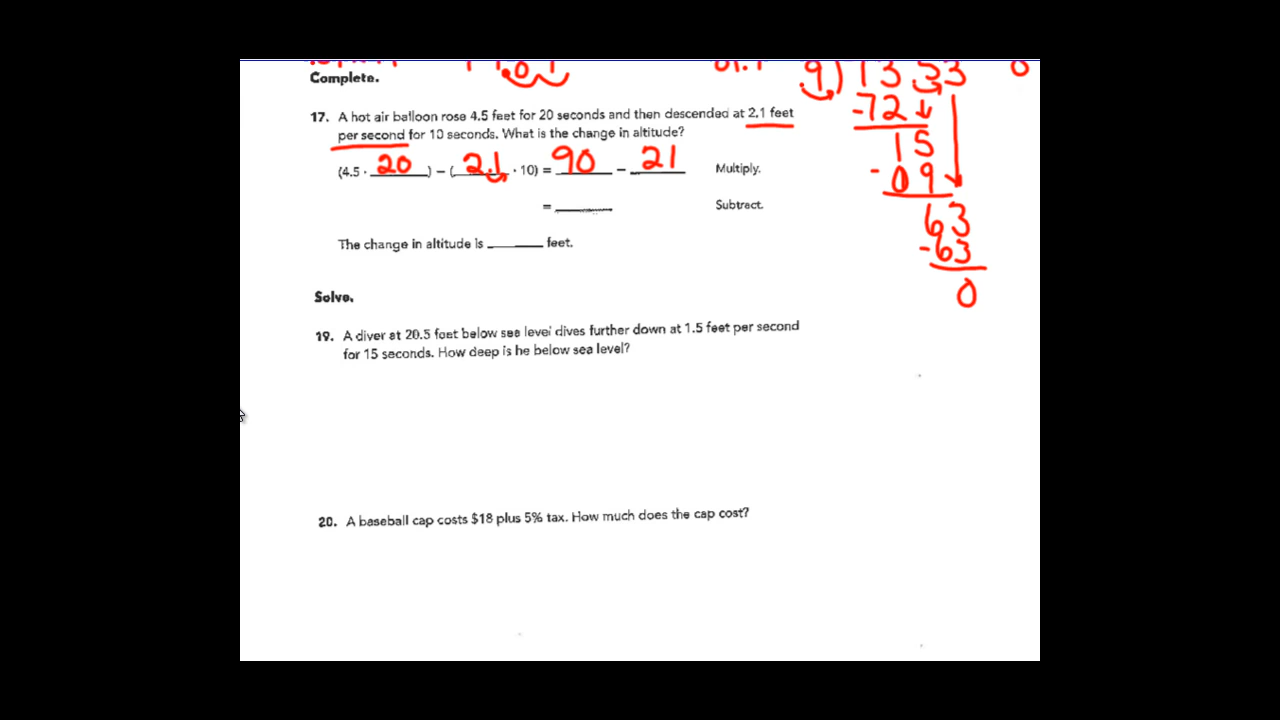 .9) 13 53 0
Complete.
-72
17. A hot air balloon rose 4.5 feet for 20 seconds and then descended at 2.1 feet
per second for 10 seconds. What is the change in altitude?
15
(4.5 · 20) – (2.1 · 10) = 90 – 21 Multiply.
- 09
= ______ Subtract.
63
The change in altitude is ______ feet.
-63
0
Solve.
19. A diver at 20.5 feet below sea level dives further down at 1.5 feet per second
for 15 seconds. How deep is he below sea level?
20. A baseball cap costs $18 plus 5% tax. How much does the cap cost?